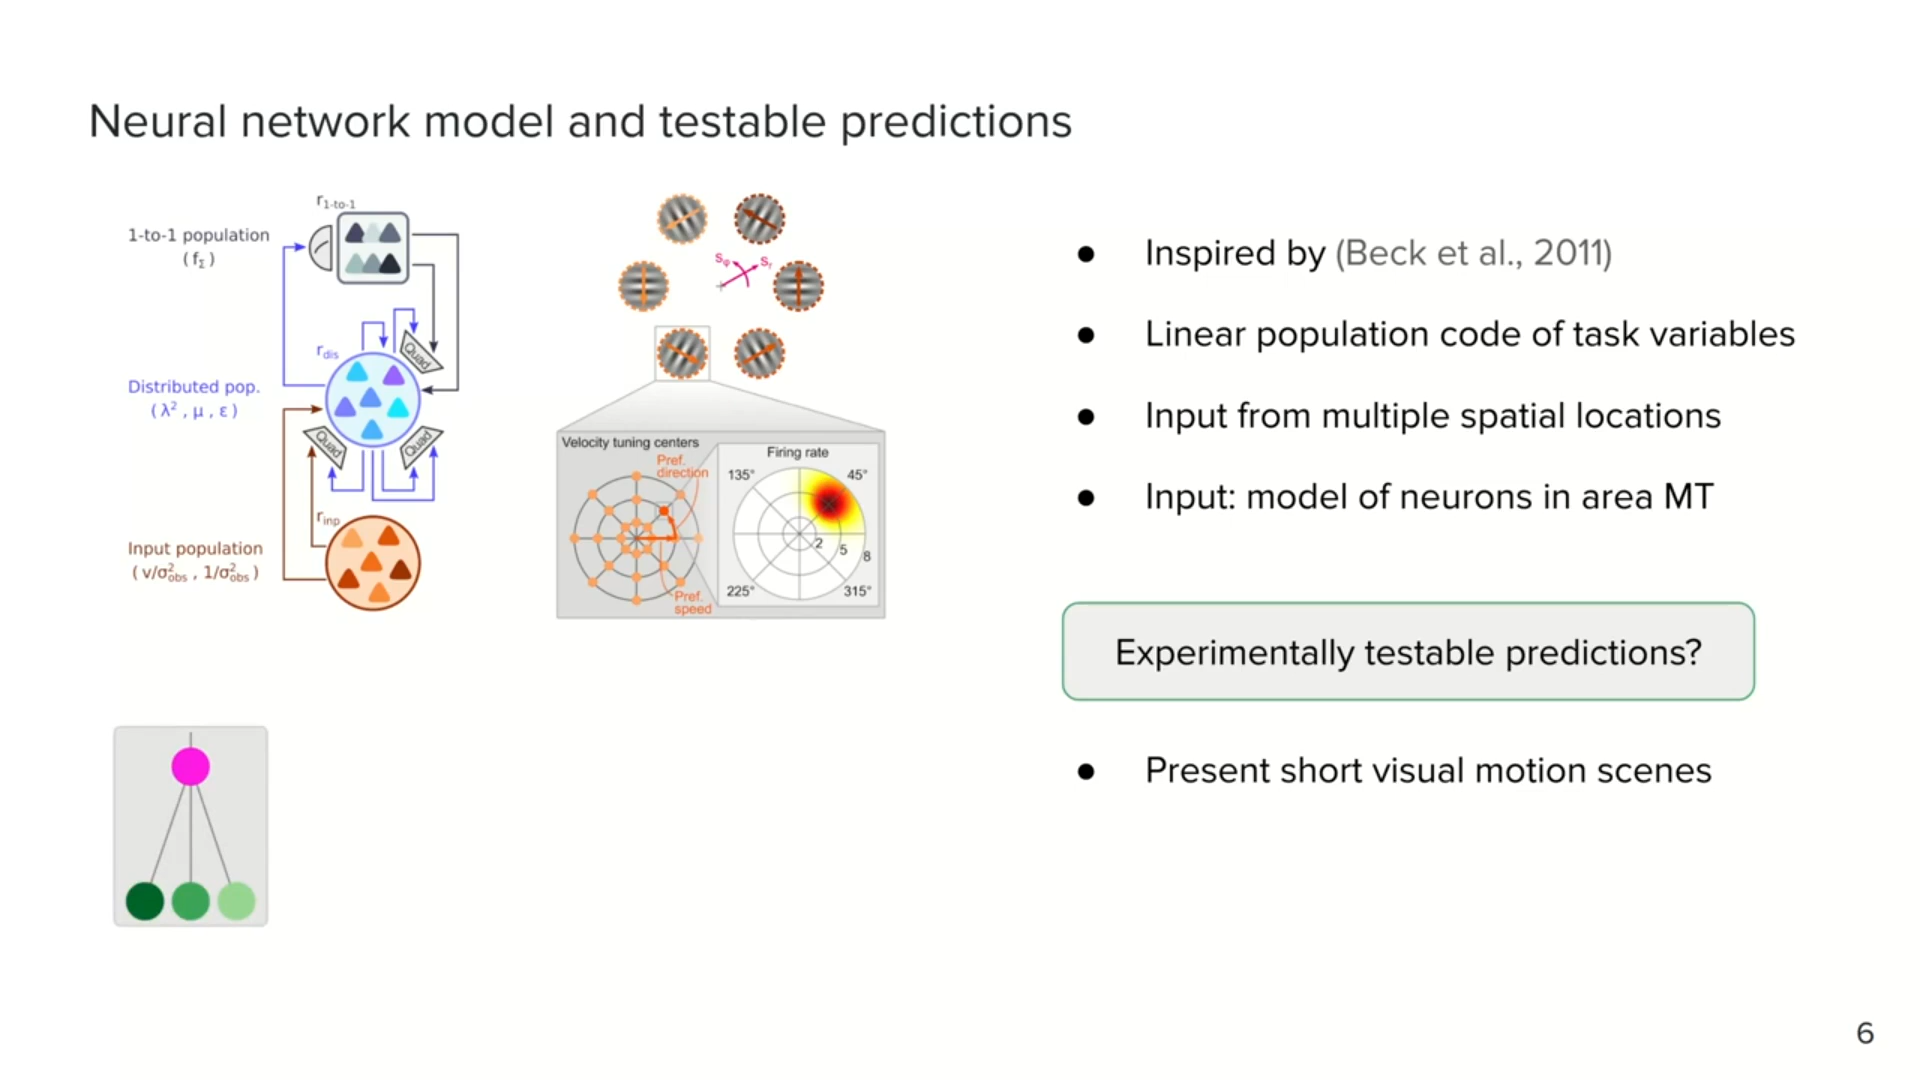 Neural network model and testable predictions
r1-to-1
1-to-1 population
( fΣ )
Quad
rdis
Distributed pop.
( λ² , μ , ε )
Quad
Quad
rinp
Input population
( v/σ²obs , 1/σ²obs )
sφ
sr
Velocity tuning centers
Pref.
direction
Pref.
speed
Firing rate
135°
45°
2
5
8
225°
315°
● Inspired by (Beck et al., 2011)
● Linear population code of task variables
● Input from multiple spatial locations
● Input: model of neurons in area MT
Experimentally testable predictions?
● Present short visual motion scenes
6